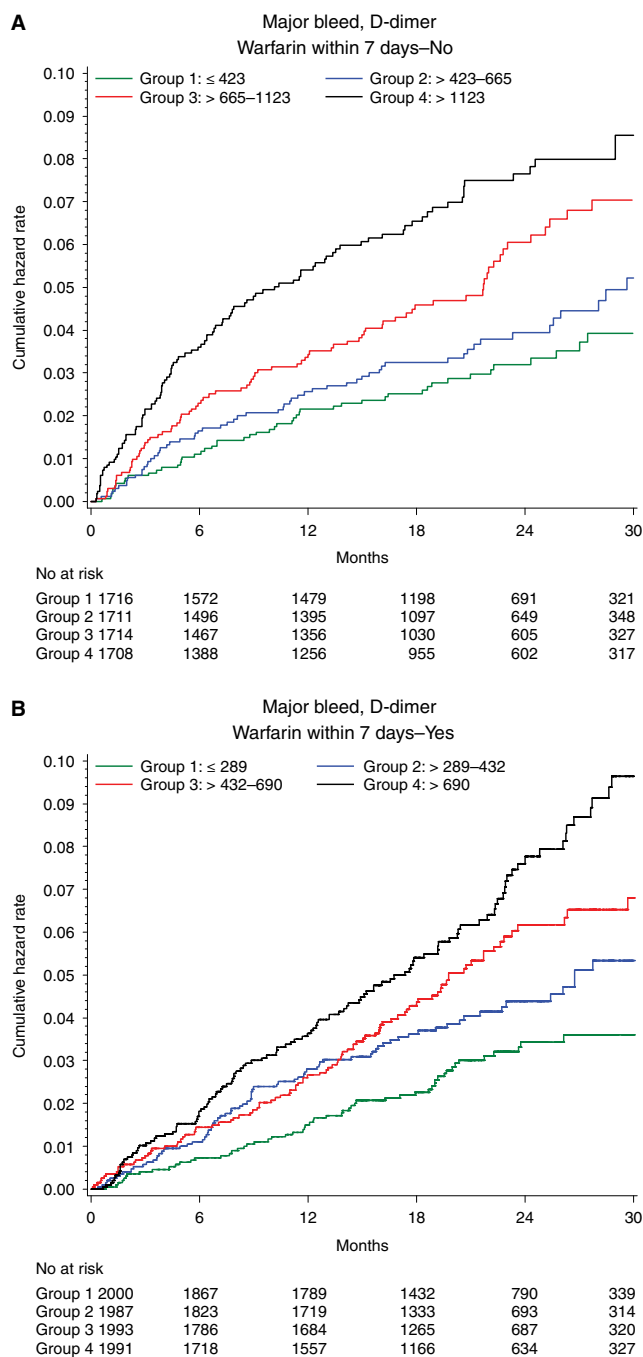 A
Major bleed, D-dimer
Warfarin within 7 days–No
Group 1: ≤ 423 Group 2: > 423–665
Group 3: > 665–1123 Group 4: > 1123
0.10
0.09
0.08
0.07
0.06
0.05
0.04
0.03
0.02
0.01
0.00
Cumulative hazard rate
0 6 12 18 24 30
Months
No at risk
Group 1 1716 1572 1479 1198 691 321
Group 2 1711 1496 1395 1097 649 348
Group 3 1714 1467 1356 1030 605 327
Group 4 1708 1388 1256 955 602 317
B
Major bleed, D-dimer
Warfarin within 7 days–Yes
Group 1: ≤ 289 Group 2: > 289–432
Group 3: > 432–690 Group 4: > 690
0.10
0.09
0.08
0.07
0.06
0.05
0.04
0.03
0.02
0.01
0.00
Cumulative hazard rate
0 6 12 18 24 30
Months
No at risk
Group 1 2000 1867 1789 1432 790 339
Group 2 1987 1823 1719 1333 693 314
Group 3 1993 1786 1684 1265 687 320
Group 4 1991 1718 1557 1166 634 327